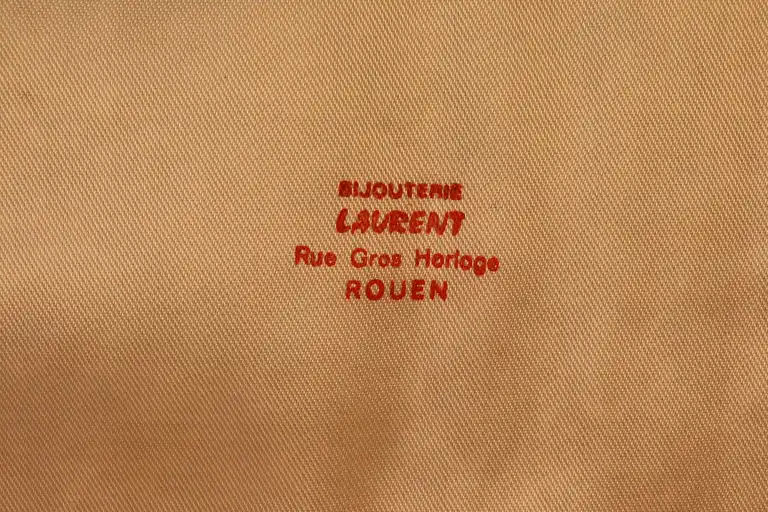 BIJOUTERIE
LAURENT
Rue Gros Horloge
ROUEN